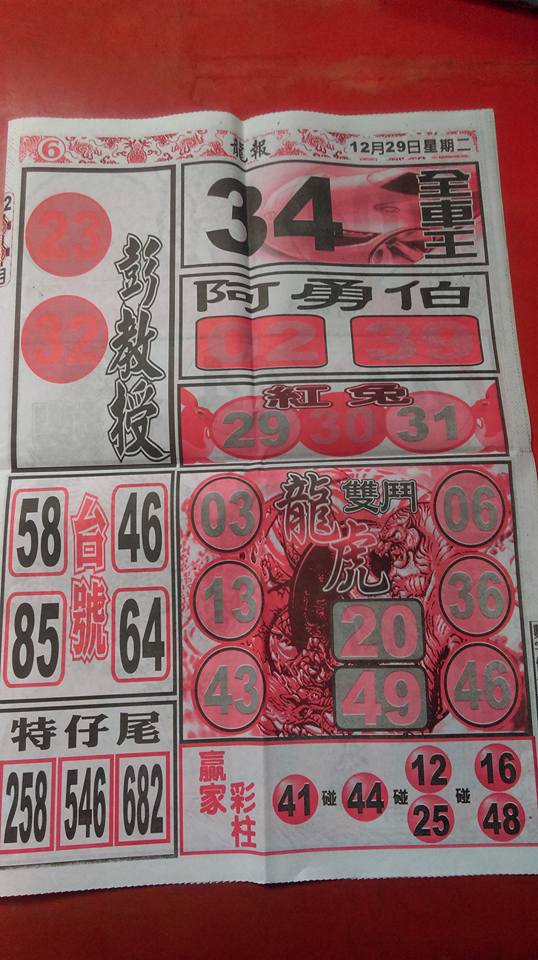 6 龍報 12月29日星期二
23
32
彭教授
34
全車王
阿勇伯
02 39
紅兔
29 30 31
58 台號 46
85 64
龍虎雙鬥
03 06
13 36
20
43 46
49
特仔尾
258 546 682
贏家彩柱
41 碰 44 碰 12 25 碰 16 48